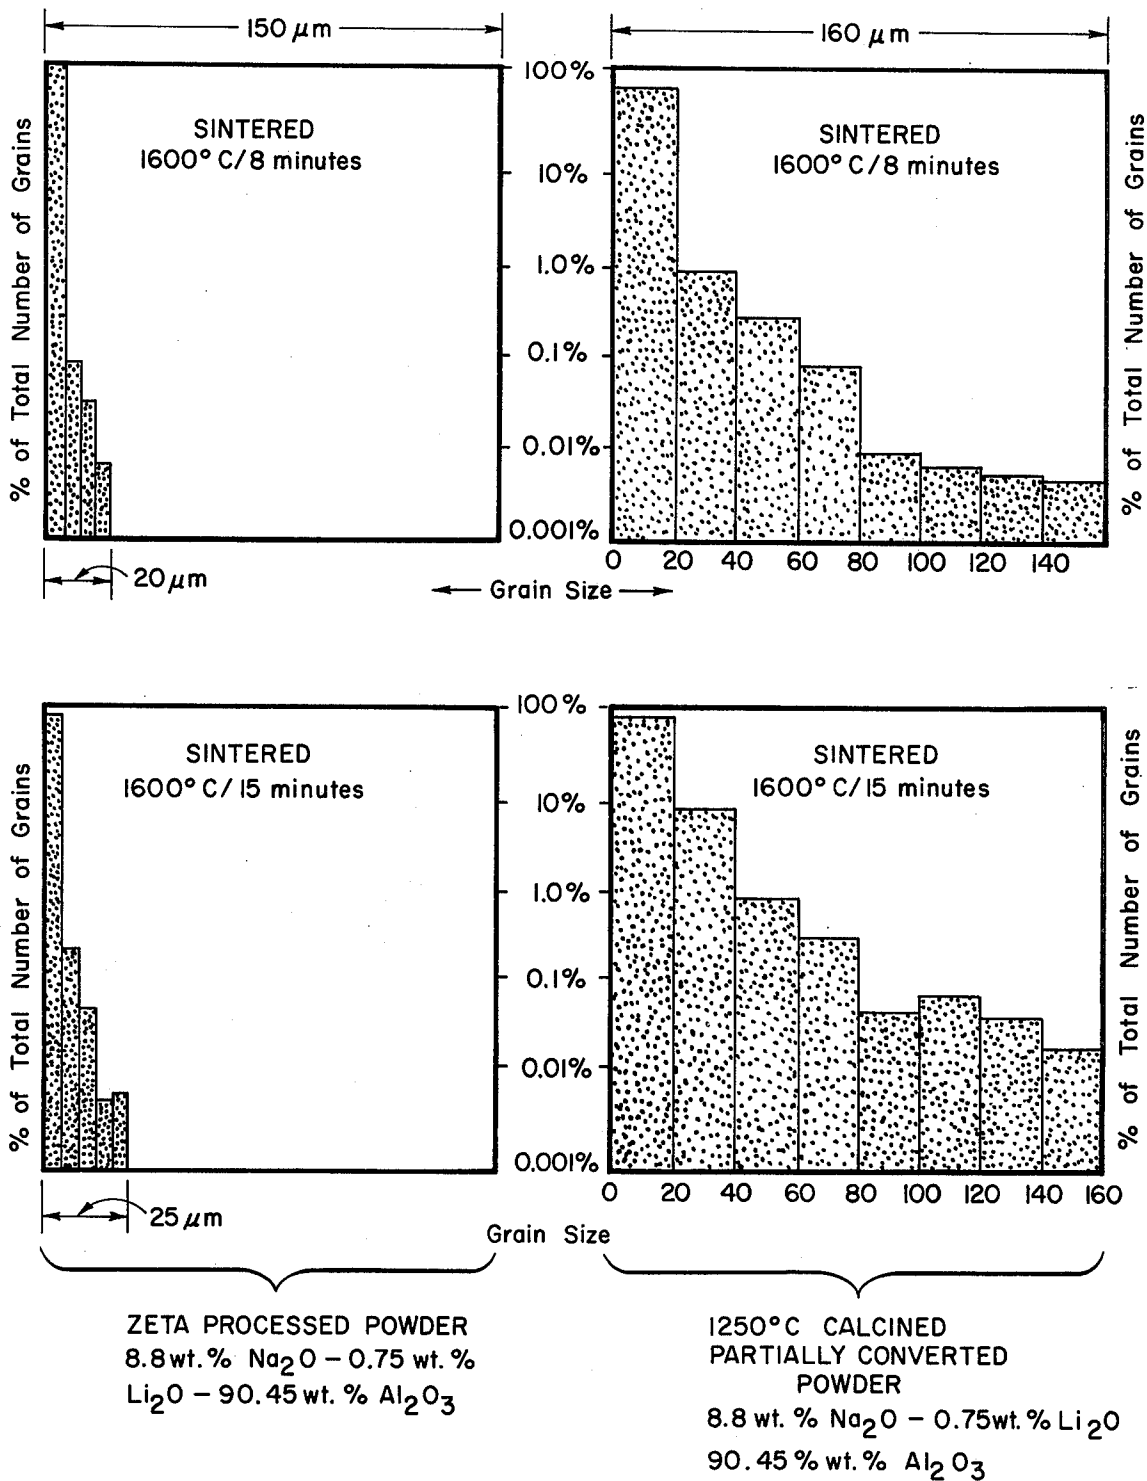 150 μm
160 μm
% of Total Number of Grains
SINTERED
1600° C/8 minutes
100%
10%
1.0%
0.1%
0.01%
0.001%
SINTERED
1600° C/8 minutes
% of Total Number of Grains
0 20 40 60 80 100 120 140
20 μm
Grain Size
% of Total Number of Grains
SINTERED
1600° C/15 minutes
100%
10%
1.0%
0.1%
0.01%
0.001%
SINTERED
1600° C/15 minutes
% of Total Number of Grains
0 20 40 60 80 100 120 140 160
25 μm
Grain Size
ZETA PROCESSED POWDER
8.8 wt. % Na2O – 0.75 wt. %
Li2O – 90.45 wt. % Al2O3
1250°C CALCINED
PARTIALLY CONVERTED
POWDER
8.8 wt. % Na2O – 0.75 wt. % Li2O
90.45 % wt. % Al2O3